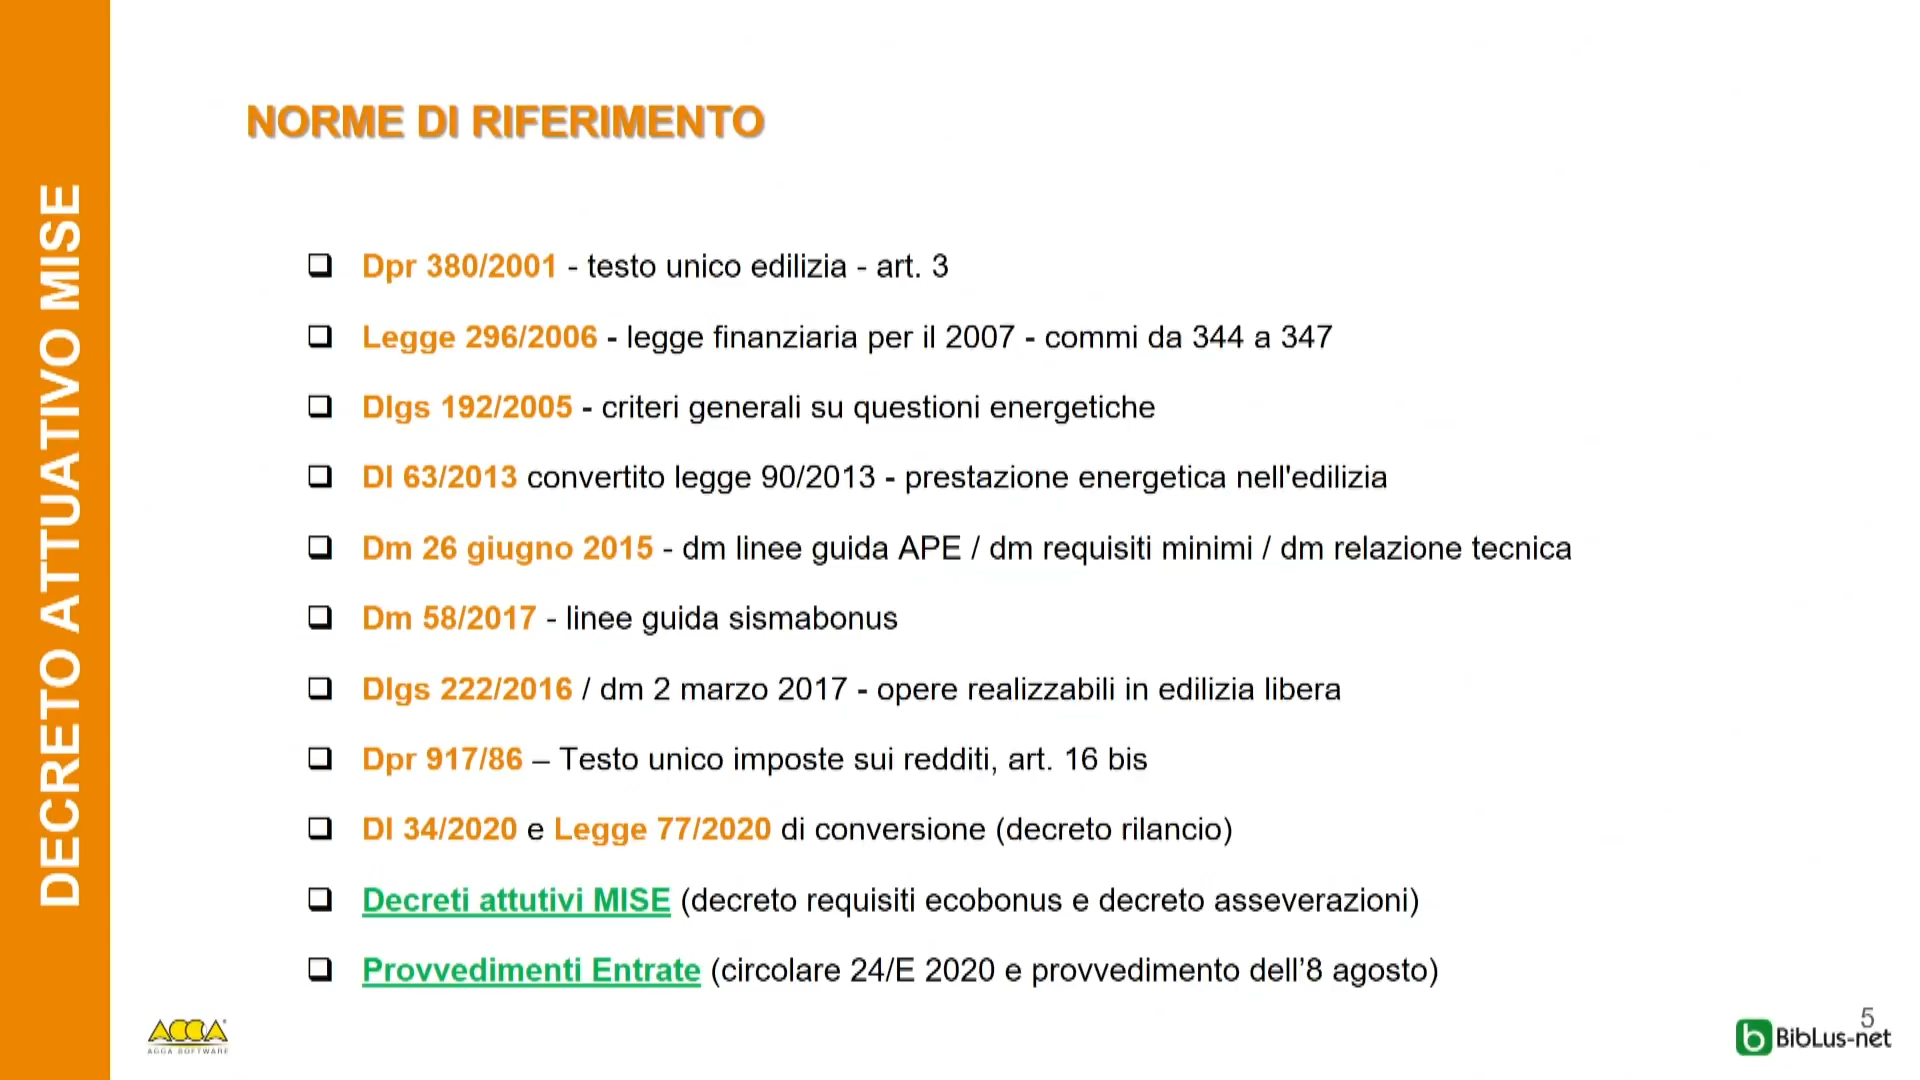 DECRETO ATTUATIVO MISE
NORME DI RIFERIMENTO
Dpr 380/2001 - testo unico edilizia - art. 3
Legge 296/2006 - legge finanziaria per il 2007 - commi da 344 a 347
Dlgs 192/2005 - criteri generali su questioni energetiche
Dl 63/2013 convertito legge 90/2013 - prestazione energetica nell'edilizia
Dm 26 giugno 2015 - dm linee guida APE / dm requisiti minimi / dm relazione tecnica
Dm 58/2017 - linee guida sismabonus
Dlgs 222/2016 / dm 2 marzo 2017 - opere realizzabili in edilizia libera
Dpr 917/86 – Testo unico imposte sui redditi, art. 16 bis
Dl 34/2020 e Legge 77/2020 di conversione (decreto rilancio)
Decreti attutivi MISE (decreto requisiti ecobonus e decreto asseverazioni)
Provvedimenti Entrate (circolare 24/E 2020 e provvedimento dell’8 agosto)
ACCA
ACCA SOFTWARE
5
BibLus-net